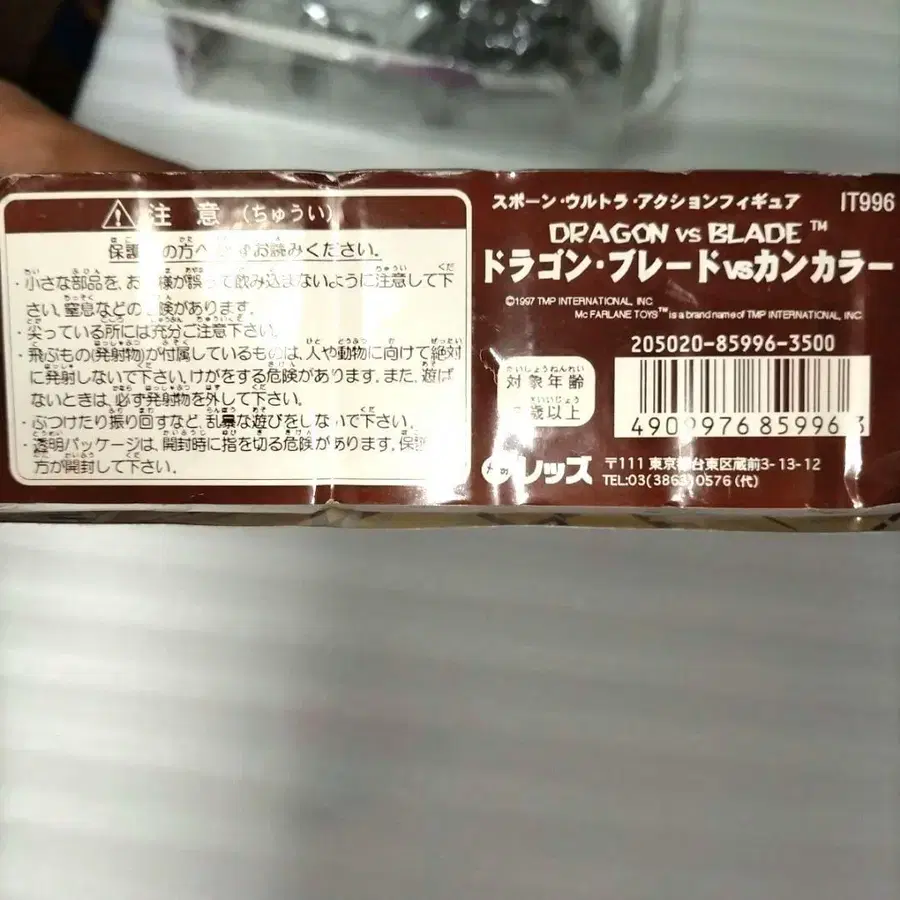 注意(ちゅうい)
の方へ ずお読みください。
・小さな部品を、お 様が誤って飲み込まないように注意して下
さい。窒息などの 険があります。
・尖っている所には充分ご注意下さい。
・飛ぶもの(発射物)が付属しているものは、人や動物に向けて絶対
に発射しないで下さい。けがをする危険があります。また、遊ば
ないときは、必ず発射物を外して下さい。
・ぶつけたり振り回すなど、乱暴な遊びをしないで下さい。
・透明パッケージは、開封時に指を切る危険があります。保護
方が開封して下さい。
スポーン・ウルトラ・アクションフィギュア IT996
DRAGON vs BLADE™
ドラゴン・ブレードvsカンカラー
©1997 TMP INTERNATIONAL, INC
Mc FARLANE TOYS™ is a brand name of TMP INTERNATIONAL, INC
205020-85996-3500
たいしょうねんれい
対象年齢
歳以上
4909976 85996 3
レッズ 〒111 東京都台東区蔵前3-13-12
TEL:03(3863)0576(代)